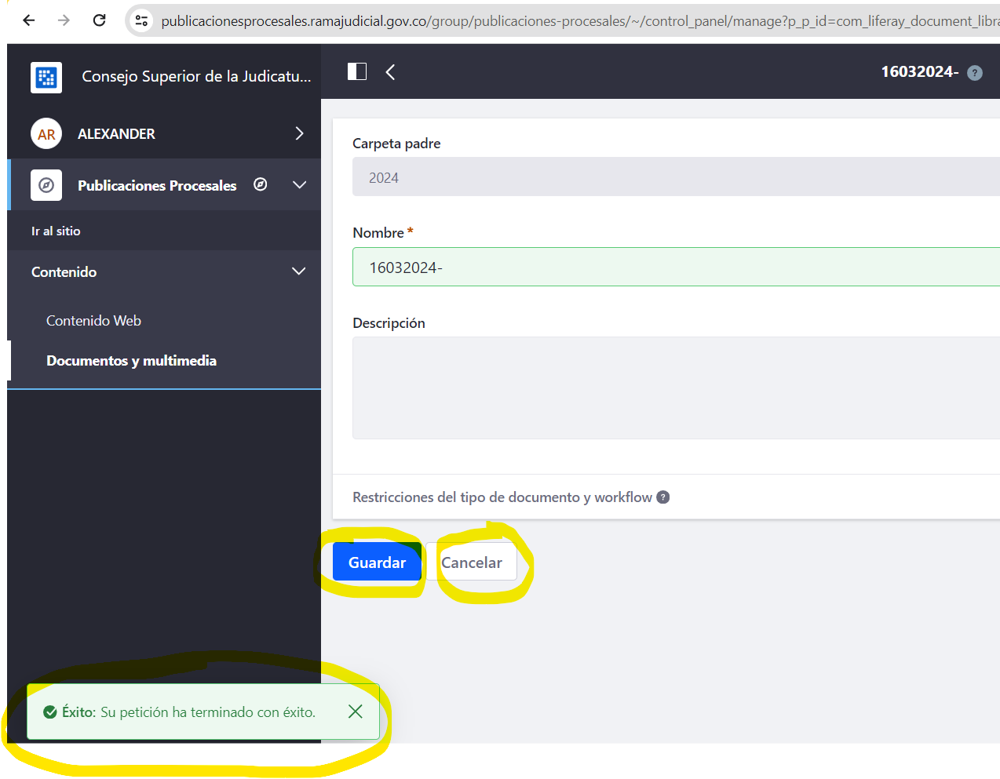 publicacionesprocesales.ramajudicial.gov.co/group/publicaciones-procesales/~/control_panel/manage?p_p_id=com_liferay_document_libra
Consejo Superior de la Judicatu...
16032024- ?
AR ALEXANDER
Carpeta padre
2024
Publicaciones Procesales
Ir al sitio
Nombre *
16032024-
Contenido
Contenido Web
Descripción
Documentos y multimedia
Restricciones del tipo de documento y workflow ?
Guardar Cancelar
Éxito: Su petición ha terminado con éxito.